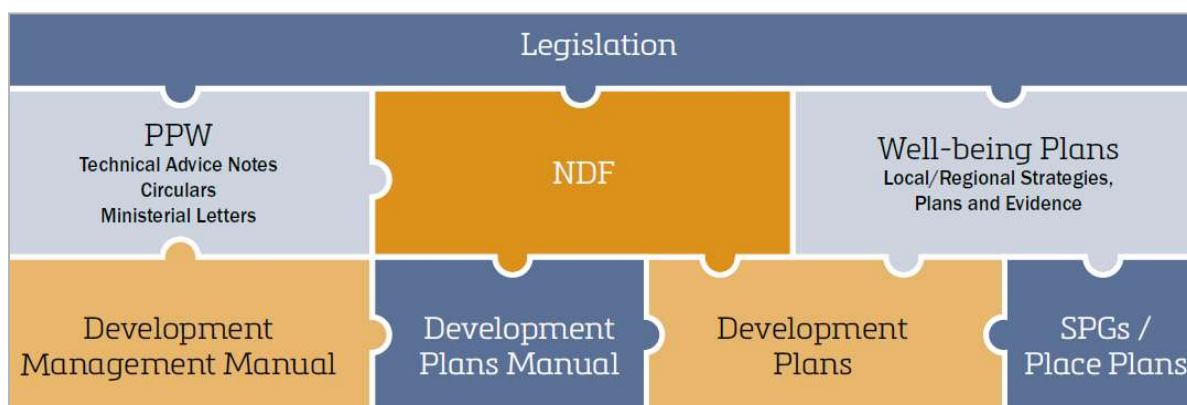 Legislation
PPW
Technical Advice Notes
Circulars
Ministerial Letters
NDF
Well-being Plans
Local/Regional Strategies,
Plans and Evidence
Development
Management Manual
Development
Plans Manual
Development
Plans
SPGs /
Place Plans